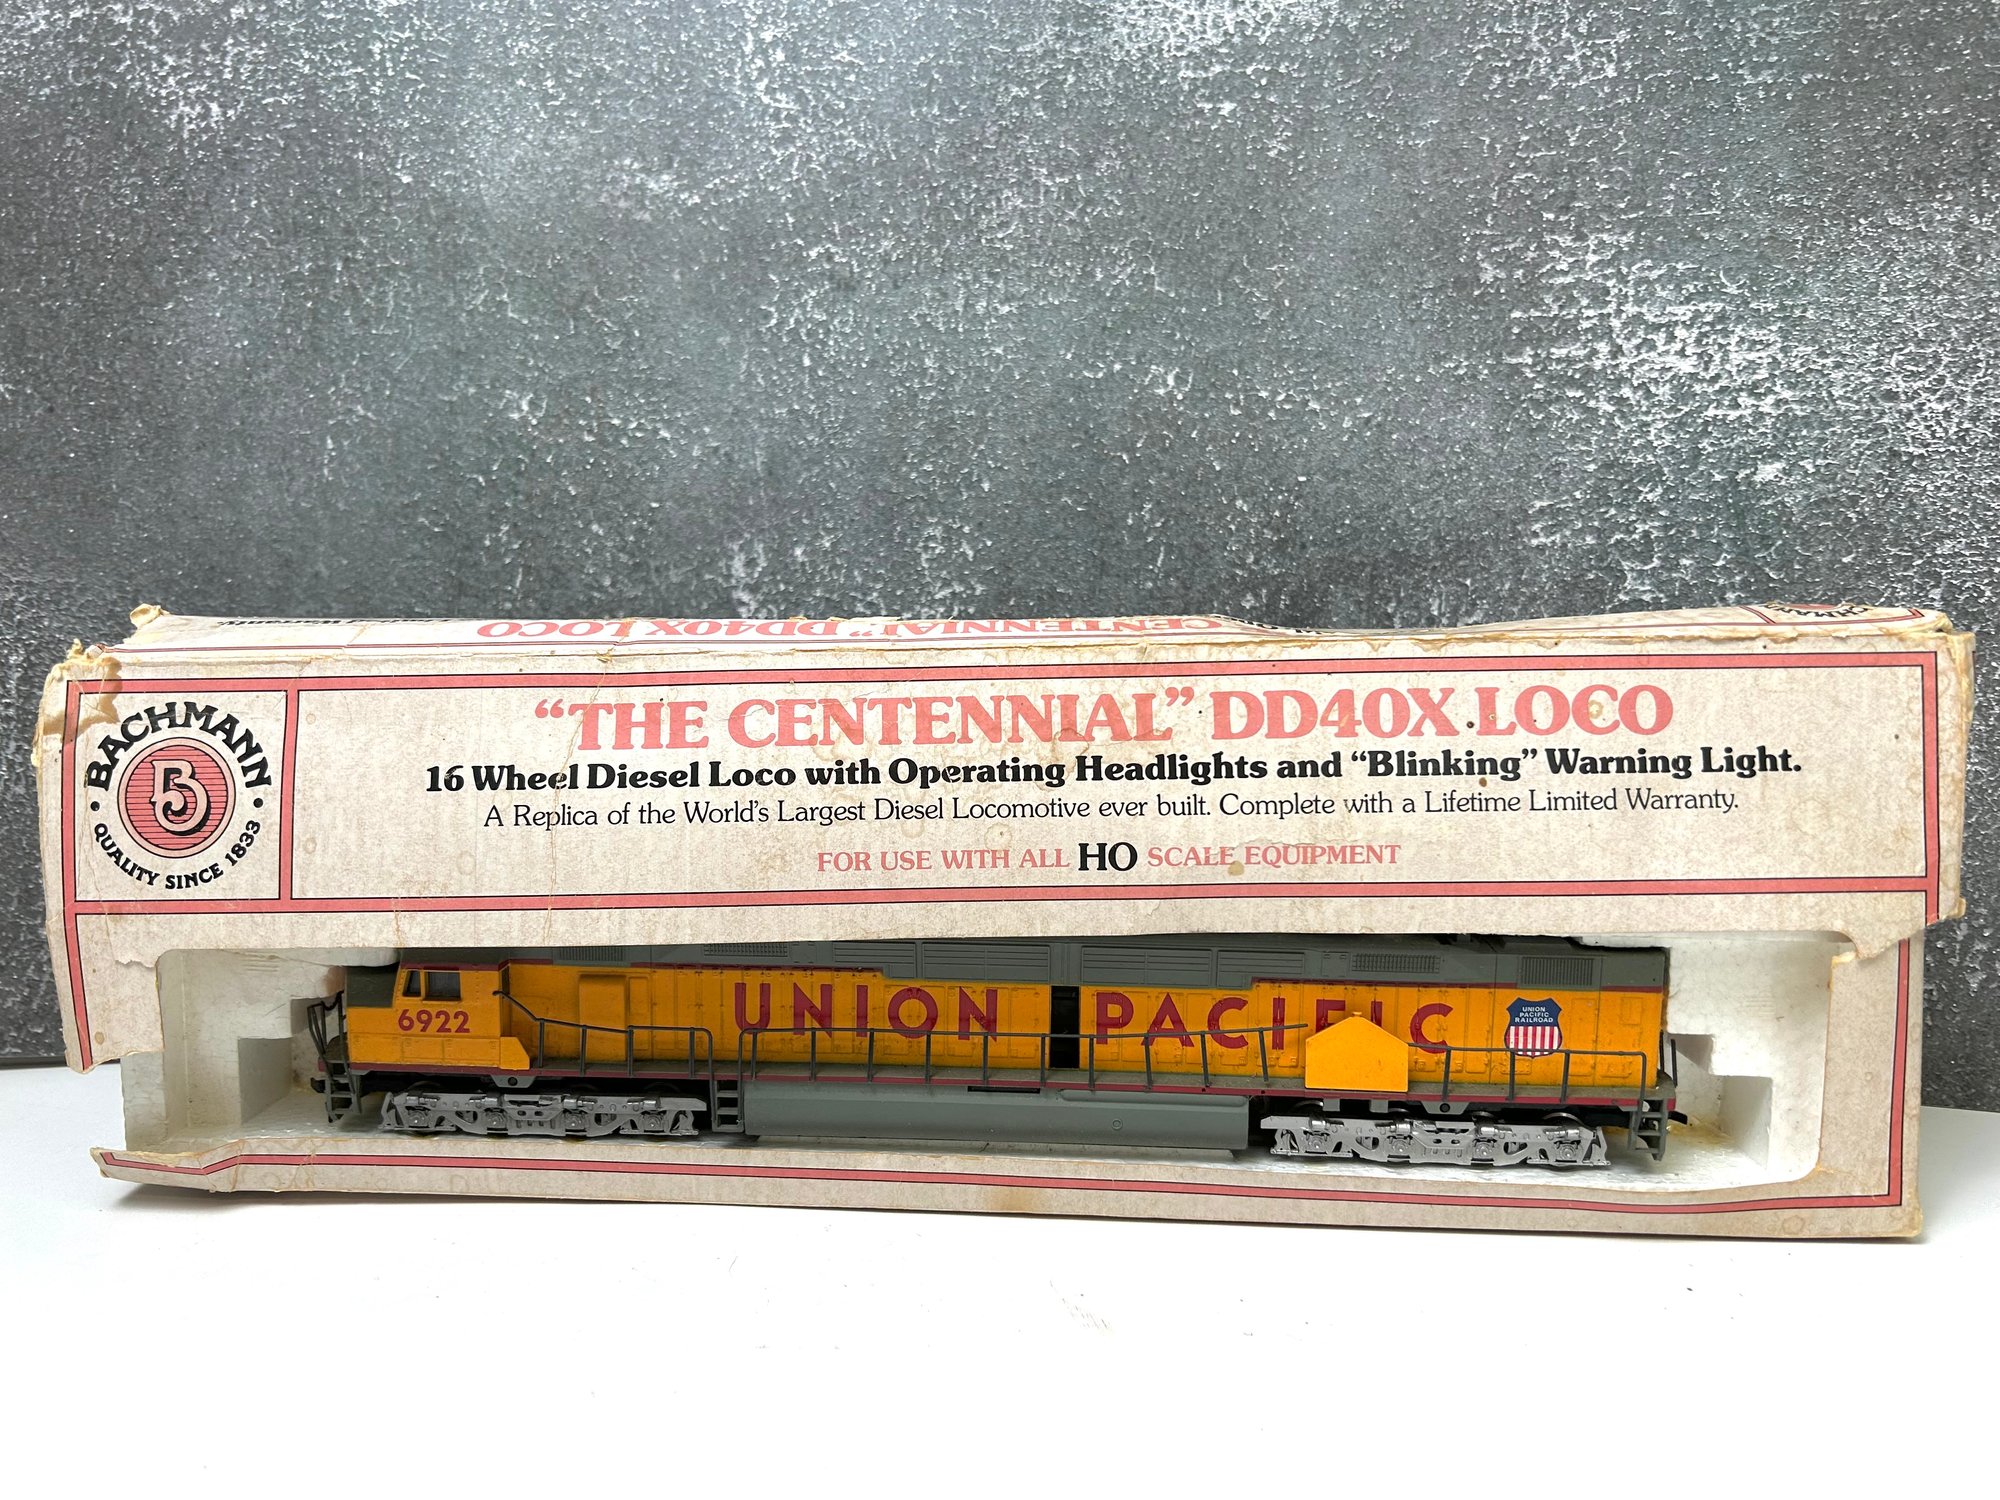 CENTENNIAL" DD40X LOCO
BACHMANN
B
QUALITY SINCE 1833
"THE CENTENNIAL" DD40X LOCO
16 Wheel Diesel Loco with Operating Headlights and "Blinking" Warning Light.
A Replica of the World's Largest Diesel Locomotive ever built. Complete with a Lifetime Limited Warranty.
FOR USE WITH ALL HO SCALE EQUIPMENT
6922
UNION PACIFIC
UNION
PACIFIC
RAILROAD